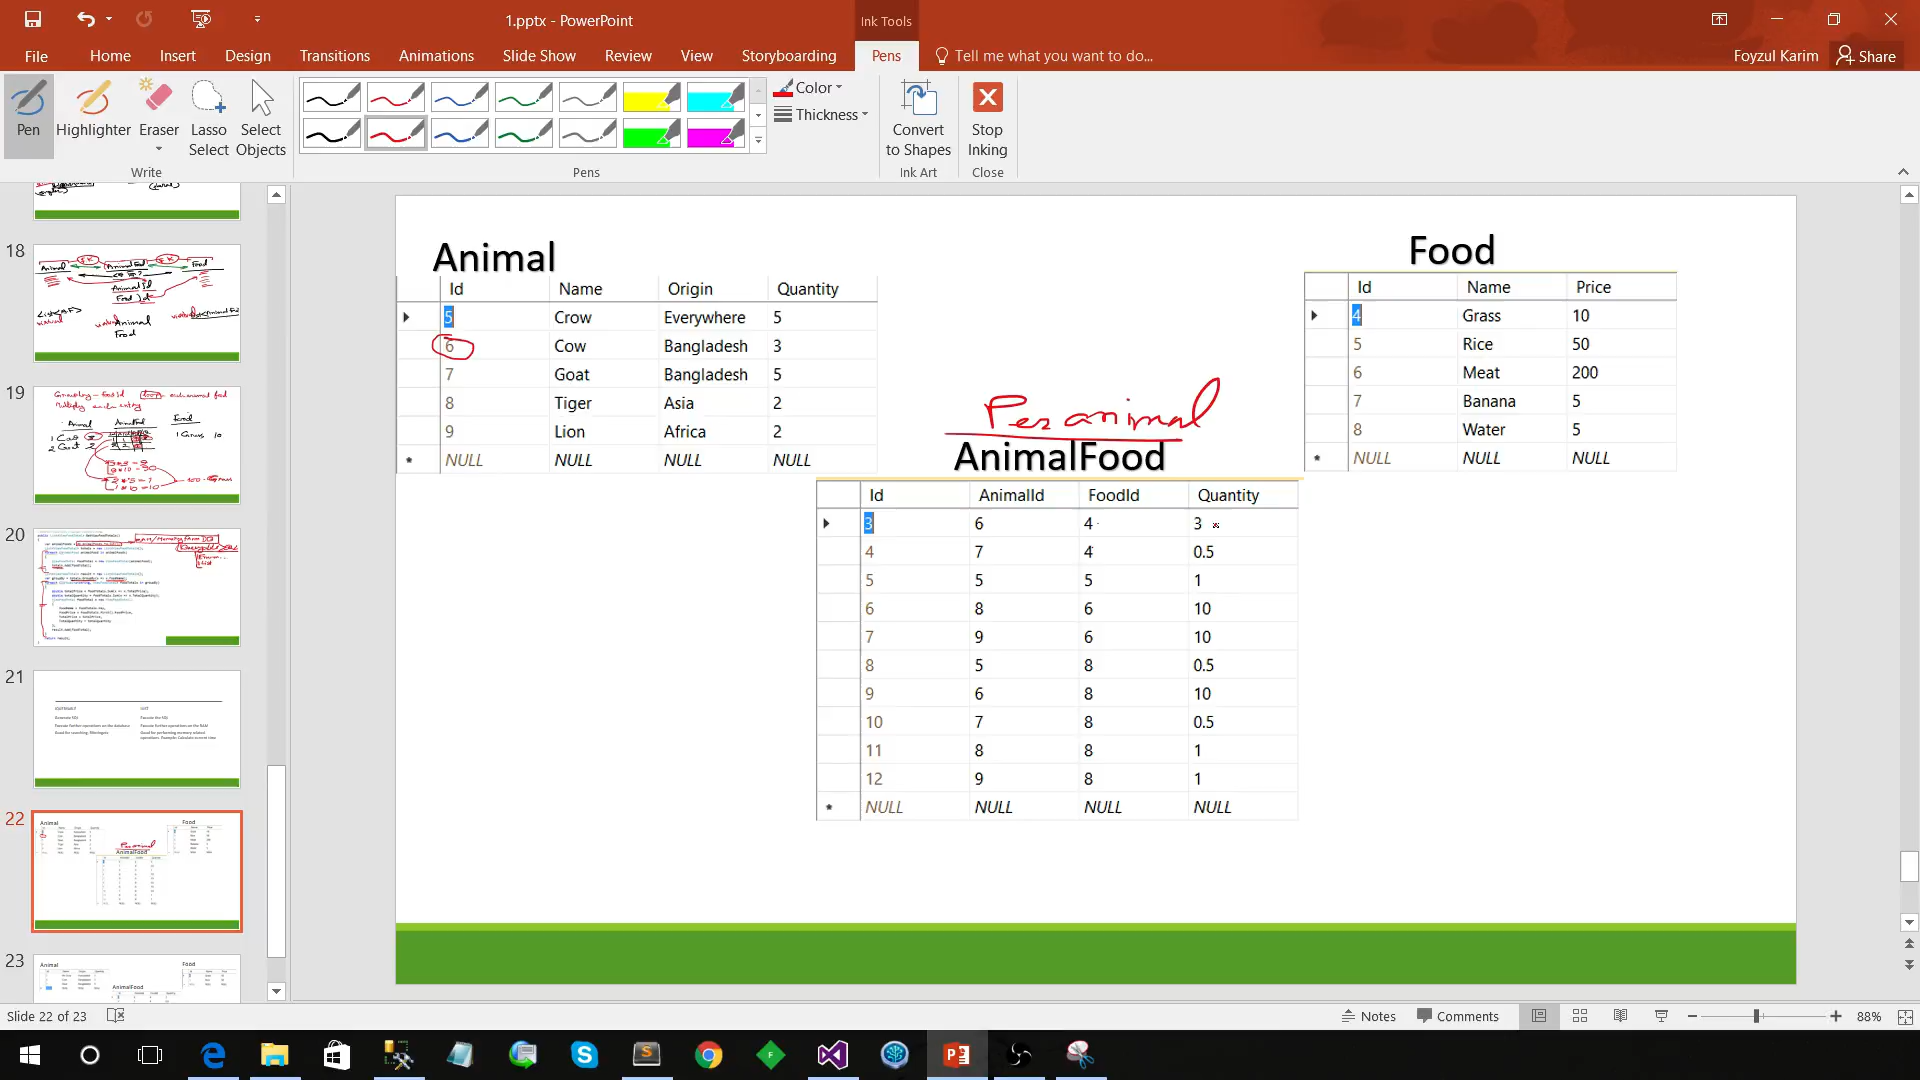 1.pptx - PowerPoint
Ink Tools
File Home Insert Design Transitions Animations Slide Show Review View Storyboarding Pens Tell me what you want to do... Foyzul Karim Share
Pen Highlighter Eraser Lasso Select Select Objects
Color
Thickness
Convert to Shapes
Stop Inking
Write Pens Ink Art Close
18
19
20
21
22
23
Animal
Id Name Origin Quantity
5 Crow Everywhere 5
6 Cow Bangladesh 3
7 Goat Bangladesh 5
8 Tiger Asia 2
9 Lion Africa 2
NULL NULL NULL NULL
Food
Id Name Price
4 Grass 10
5 Rice 50
6 Meat 200
7 Banana 5
8 Water 5
NULL NULL NULL
Per animal
AnimalFood
Id AnimalId FoodId Quantity
3 6 4 3
4 7 4 0.5
5 5 5 1
6 8 6 10
7 9 6 10
8 5 8 0.5
9 6 8 10
10 7 8 0.5
11 8 8 1
12 9 8 1
NULL NULL NULL NULL
Slide 22 of 23 Notes Comments 88%